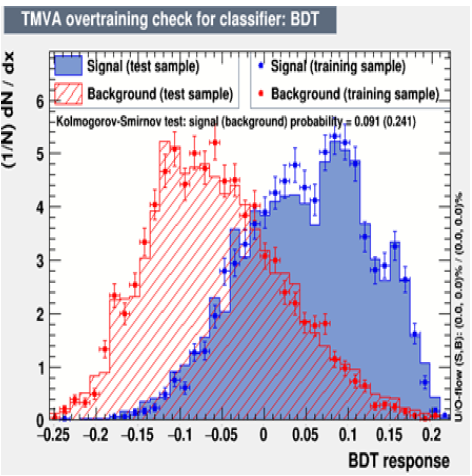 TMVA overtraining check for classifier: BDT
(1/N) dN / dx
Signal (test sample)
Signal (training sample)
Background (test sample)
Background (training sample)
Kolmogorov-Smirnov test: signal (background) probability = 0.091 (0.241)
6
5
4
3
2
1
0
−0.25 −0.2 −0.15 −0.1 −0.05 0 0.05 0.1 0.15 0.2
BDT response
U/O-flow (S,B): (0.0, 0.0)% / (0.0, 0.0)%